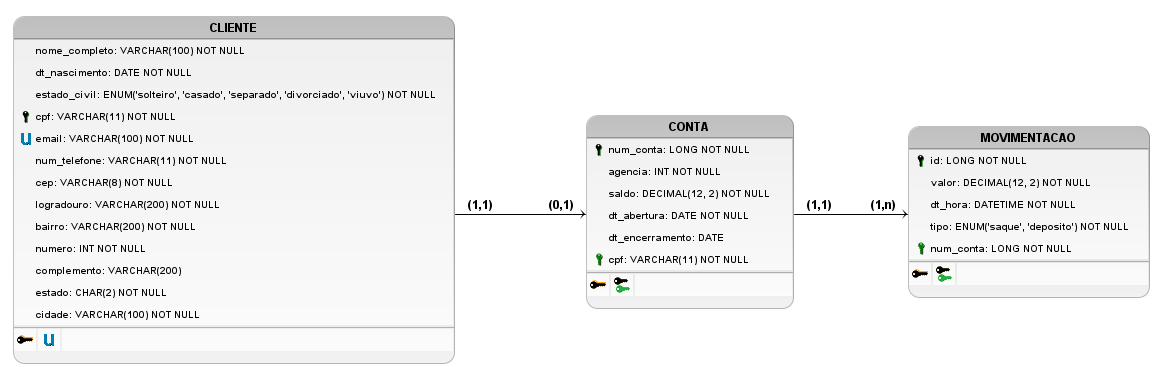 CLIENTE
nome_completo: VARCHAR(100) NOT NULL
dt_nascimento: DATE NOT NULL
estado_civil: ENUM('solteiro', 'casado', 'separado', 'divorciado', 'viuvo') NOT NULL
cpf: VARCHAR(11) NOT NULL
u email: VARCHAR(100) NOT NULL
num_telefone: VARCHAR(11) NOT NULL
cep: VARCHAR(8) NOT NULL
logradouro: VARCHAR(200) NOT NULL
bairro: VARCHAR(200) NOT NULL
numero: INT NOT NULL
complemento: VARCHAR(200)
estado: CHAR(2) NOT NULL
cidade: VARCHAR(100) NOT NULL
u
(1,1)
(0,1)
CONTA
num_conta: LONG NOT NULL
agencia: INT NOT NULL
saldo: DECIMAL(12, 2) NOT NULL
dt_abertura: DATE NOT NULL
dt_encerramento: DATE
cpf: VARCHAR(11) NOT NULL
(1,1)
(1,n)
MOVIMENTACAO
id: LONG NOT NULL
valor: DECIMAL(12, 2) NOT NULL
dt_hora: DATETIME NOT NULL
tipo: ENUM('saque', 'deposito') NOT NULL
num_conta: LONG NOT NULL